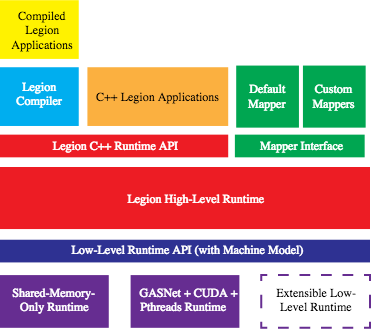 Compiled
Legion
Applications
Legion
Compiler
C++ Legion Applications
Default
Mapper
Custom
Mappers
Legion C++ Runtime API
Mapper Interface
Legion High-Level Runtime
Low-Level Runtime API (with Machine Model)
Shared-Memory-
Only Runtime
GASNet + CUDA +
Pthreads Runtime
Extensible Low-
Level Runtime